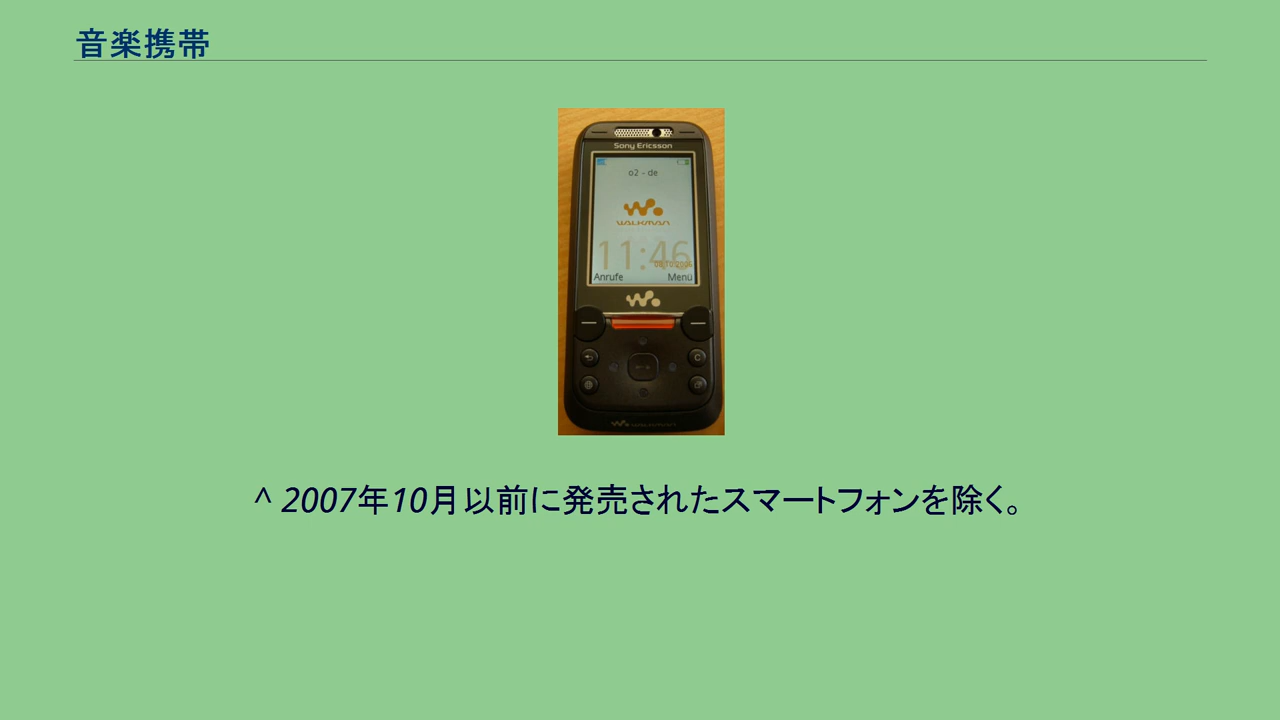 音楽携帯
Sony Ericsson
o2 - de
WALKMAN
11:46
Anrufe
Menü
C
^ 2007年10月以前に発売されたスマートフォンを除く。